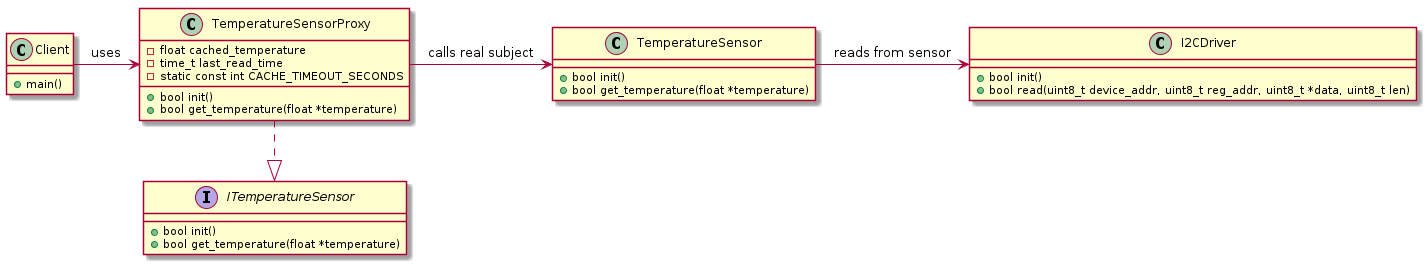 C Client
main()
uses
C TemperatureSensorProxy
float cached_temperature
time_t last_read_time
static const int CACHE_TIMEOUT_SECONDS
bool init()
bool get_temperature(float *temperature)
calls real subject
C TemperatureSensor
bool init()
bool get_temperature(float *temperature)
reads from sensor
C I2CDriver
bool init()
bool read(uint8_t device_addr, uint8_t reg_addr, uint8_t *data, uint8_t len)
I ITemperatureSensor
bool init()
bool get_temperature(float *temperature)